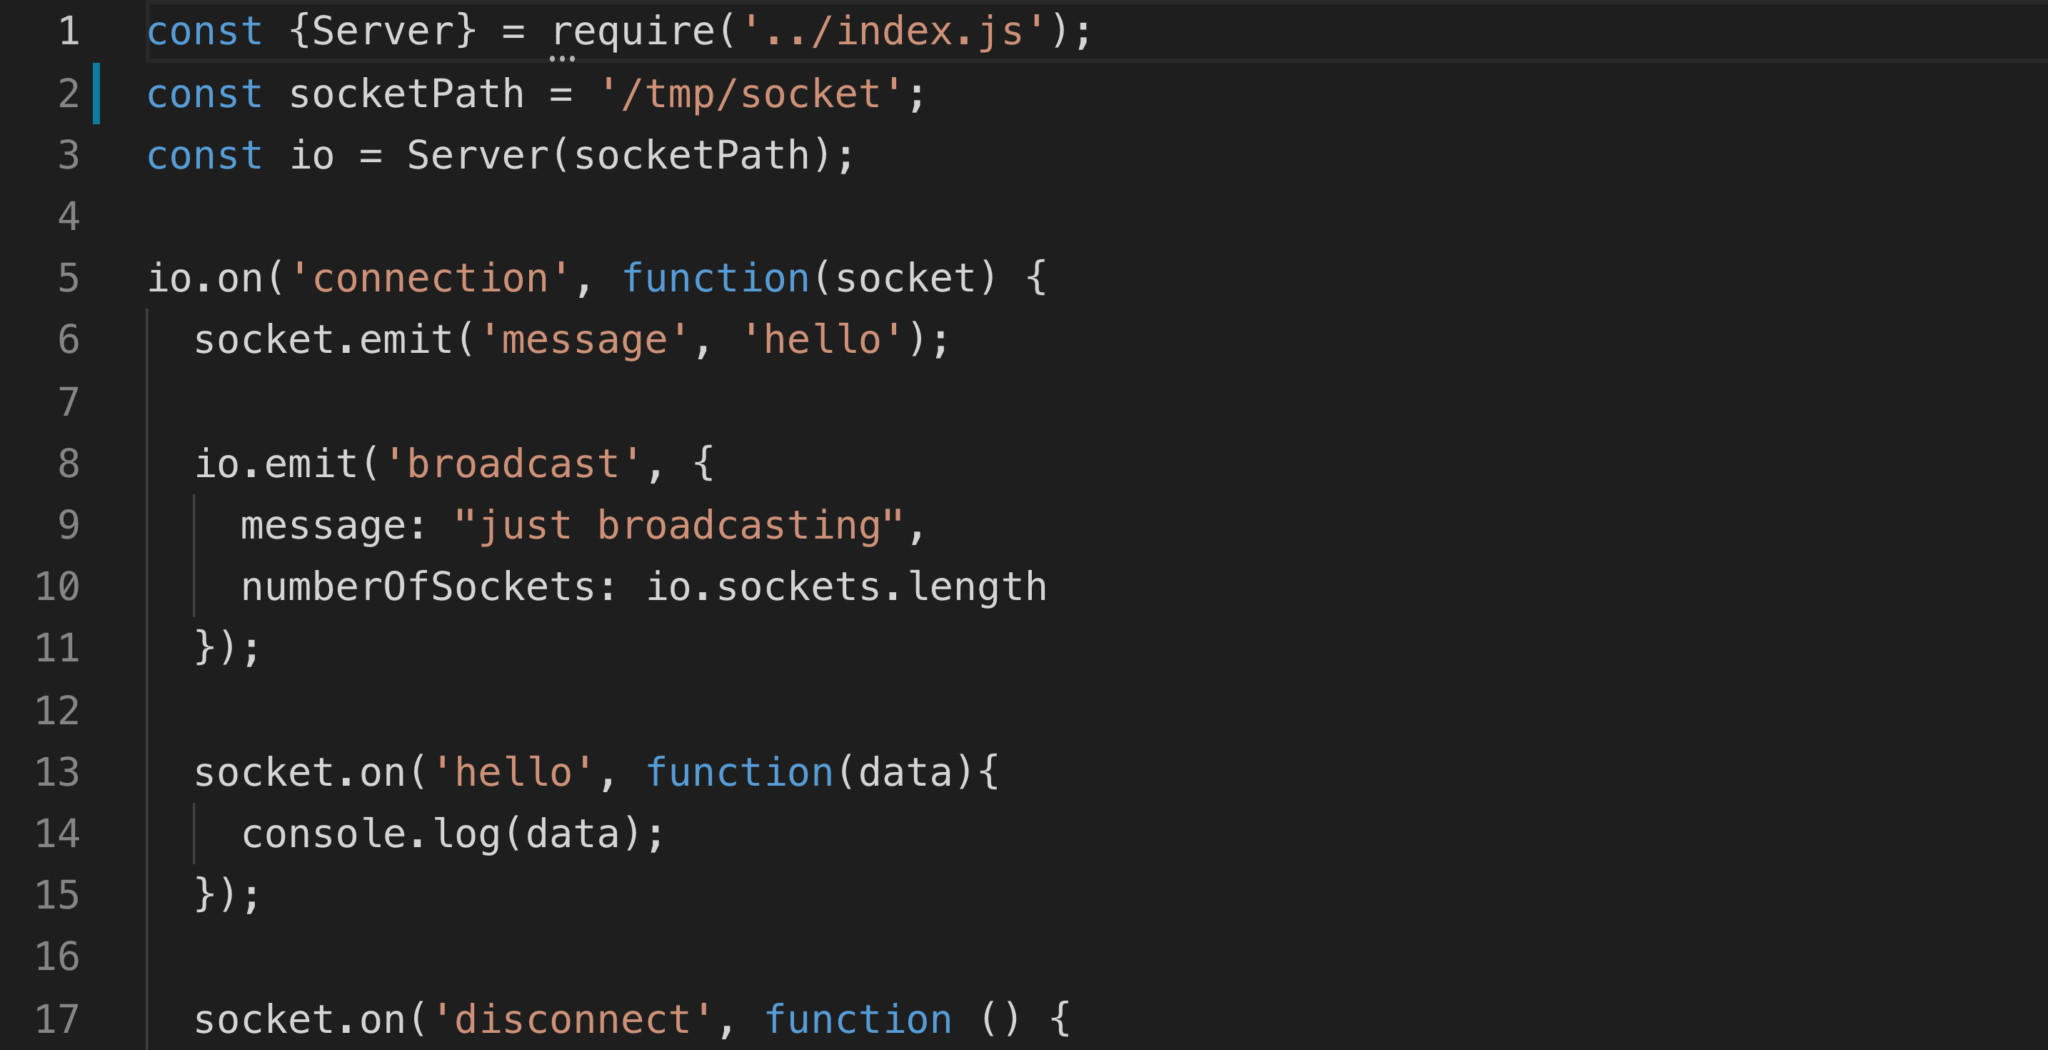 1 const {Server} = require('../index.js');
2 const socketPath = '/tmp/socket';
3 const io = Server(socketPath);
4
5 io.on('connection', function(socket) {
6   socket.emit('message', 'hello');
7
8   io.emit('broadcast', {
9     message: "just broadcasting",
10     numberOfSockets: io.sockets.length
11   });
12
13   socket.on('hello', function(data){
14     console.log(data);
15   });
16
17   socket.on('disconnect', function () {